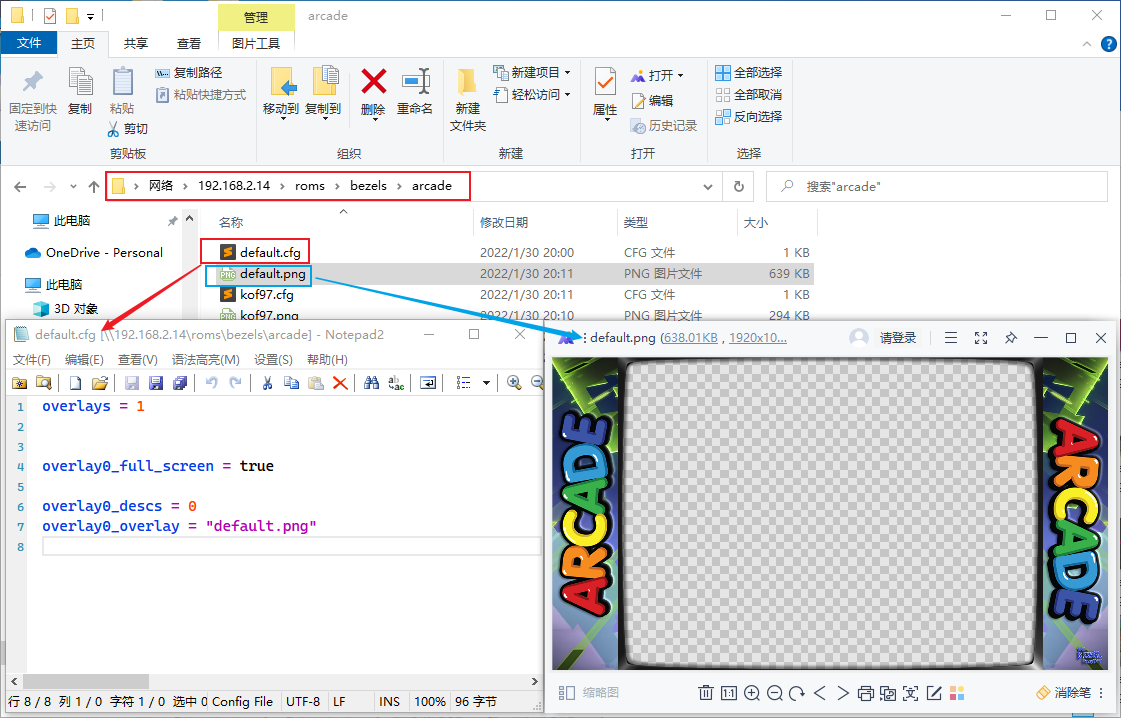 管理
arcade
文件
主页
共享
查看
图片工具
固定到快
速访问
复制
粘贴
复制路径
粘贴快捷方式
剪切
剪贴板
移动到
复制到
删除
重命名
组织
新建
文件夹
新建项目
轻松访问
新建
属性
打开
编辑
历史记录
打开
全部选择
全部取消
反向选择
选择
网络 › 192.168.2.14 › roms › bezels › arcade
搜索"arcade"
此电脑
OneDrive - Personal
此电脑
3D 对象
名称 修改日期 类型 大小
default.cfg 2022/1/30 20:00 CFG 文件 1 KB
default.png 2022/1/30 20:11 PNG 图片文件 639 KB
kof97.cfg 2022/1/30 20:11 CFG 文件 1 KB
kof97.png 2022/1/30 20:10 PNG 图片文件 294 KB
default.cfg [\\192.168.2.14\roms\bezels\arcade] - Notepad2
文件(F) 编辑(E) 查看(V) 语法高亮(M) 设置(S) 帮助(H)
1 overlays = 1
2
3
4 overlay0_full_screen = true
5
6 overlay0_descs = 0
7 overlay0_overlay = "default.png"
8
行 8 / 8 列 1 / 0 字符 1 / 0 选中 0 Config File UTF-8 LF INS 100% 96 字节
default.png (638.01KB , 1920x10...
请登录
ARCADE
ARCADE
缩略图
1:1
消除笔